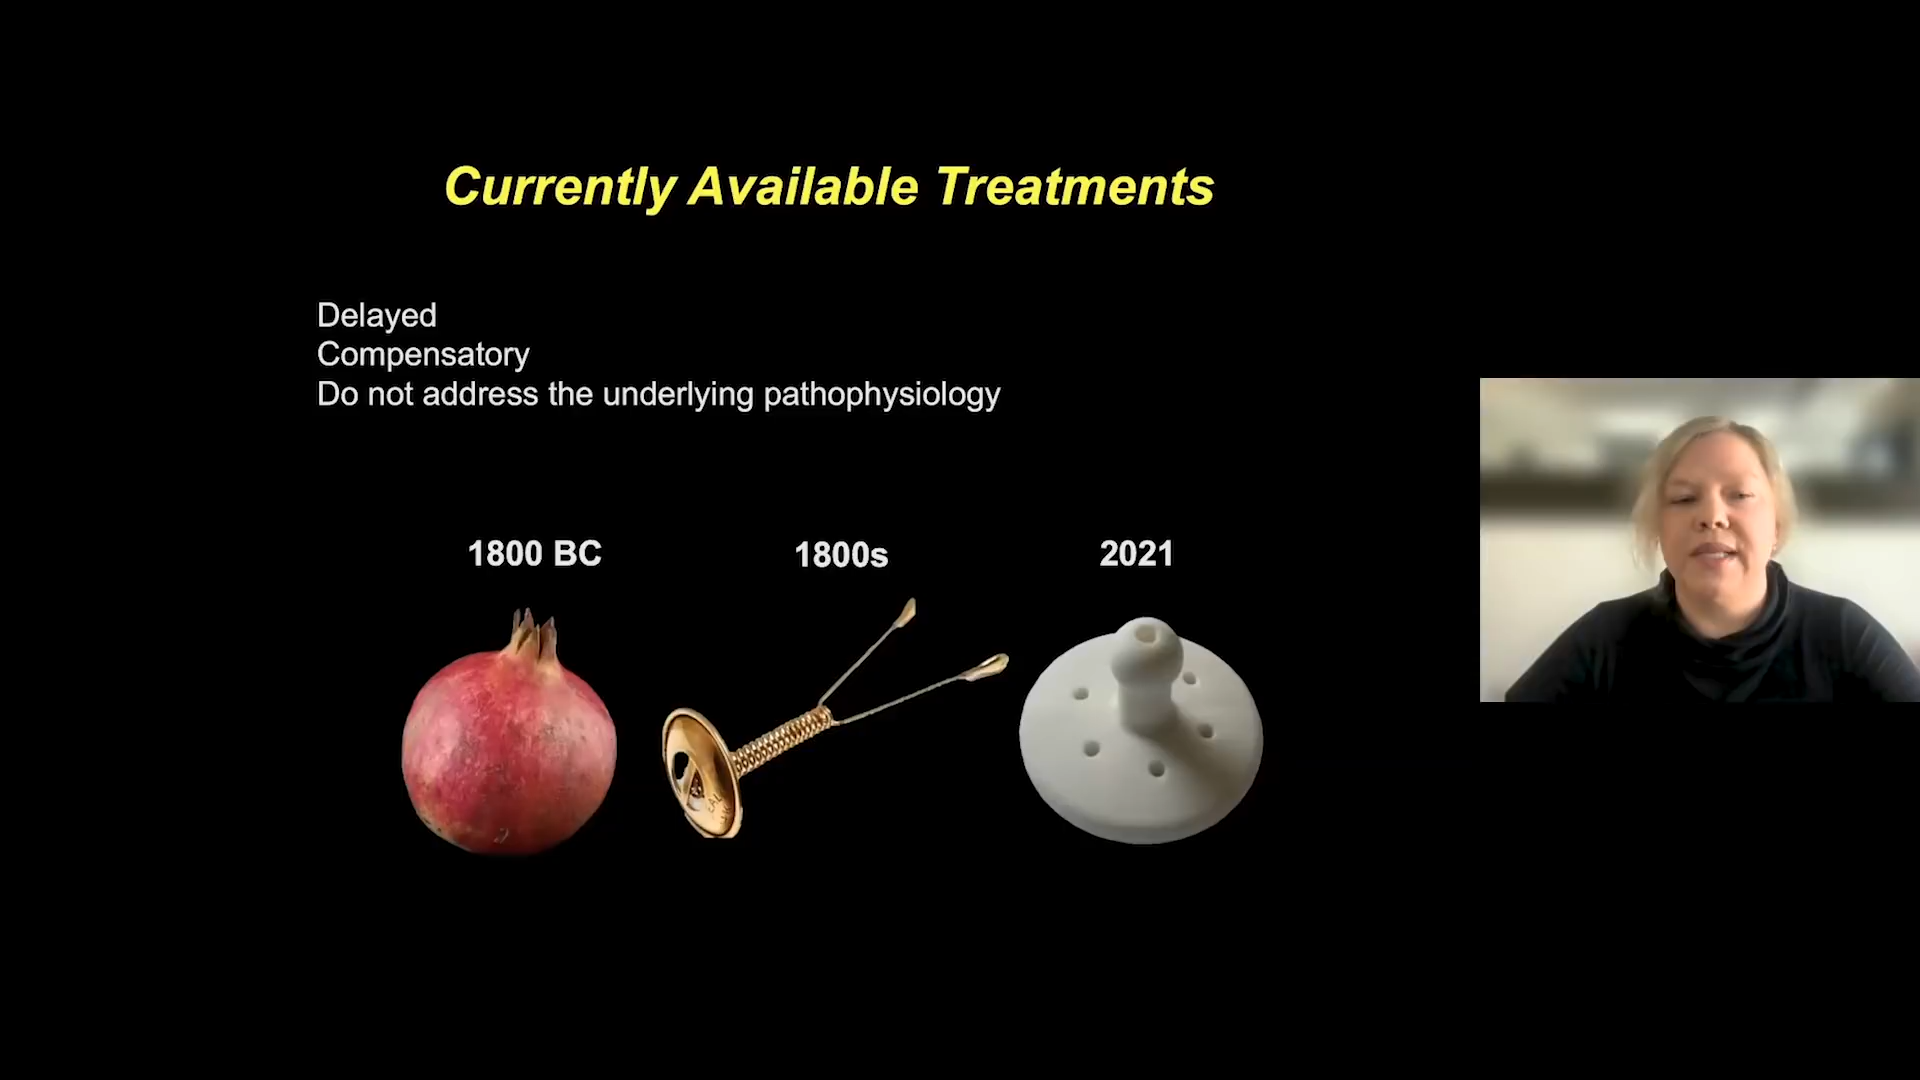 Currently Available Treatments
Delayed
Compensatory
Do not address the underlying pathophysiology
1800 BC
1800s
2021